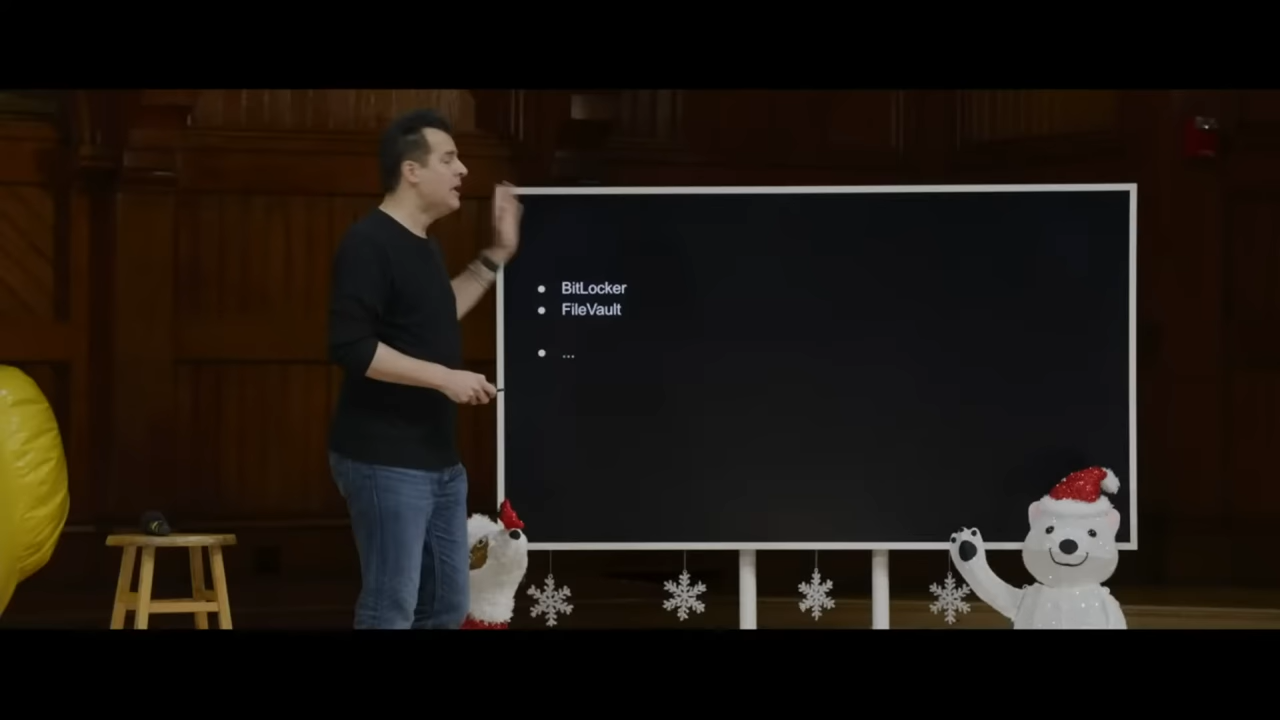 ● BitLocker
● FileVault
● ...